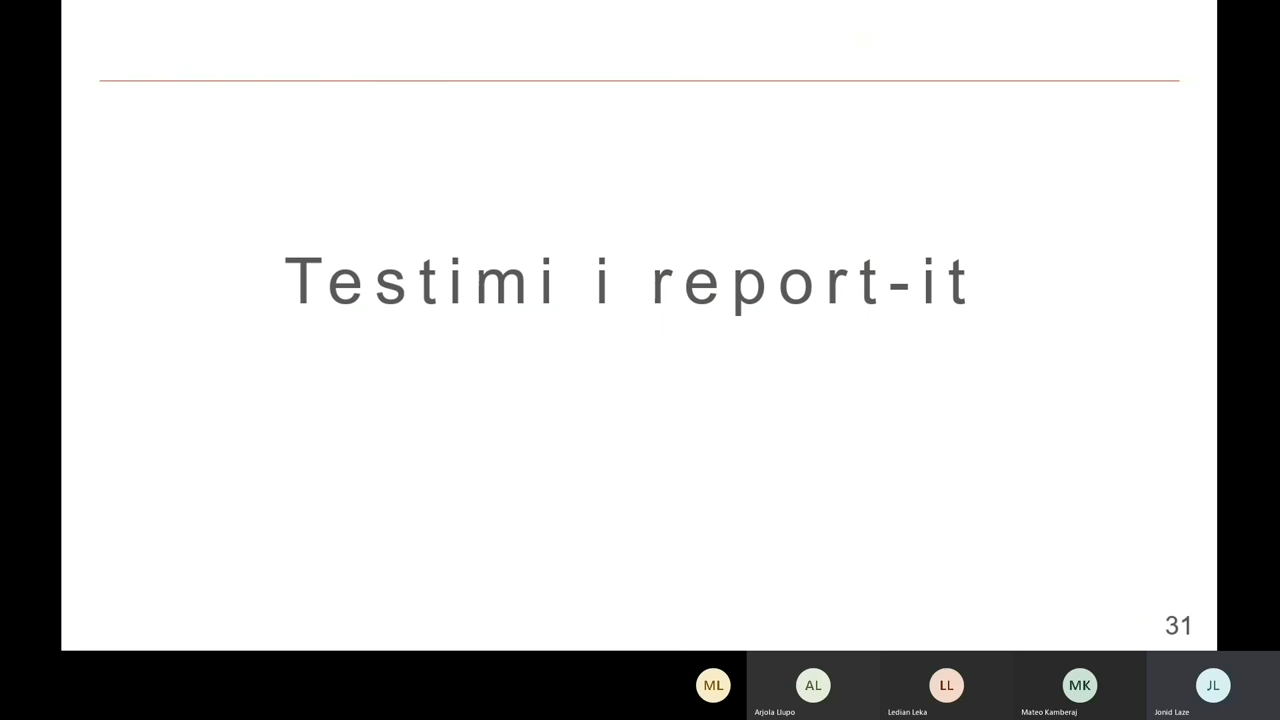 Testimi i report-it
31
ML
AL
LL
MK
JL
Arjola Llupo
Ledian Leka
Mateo Kamberaj
Jonid Laze